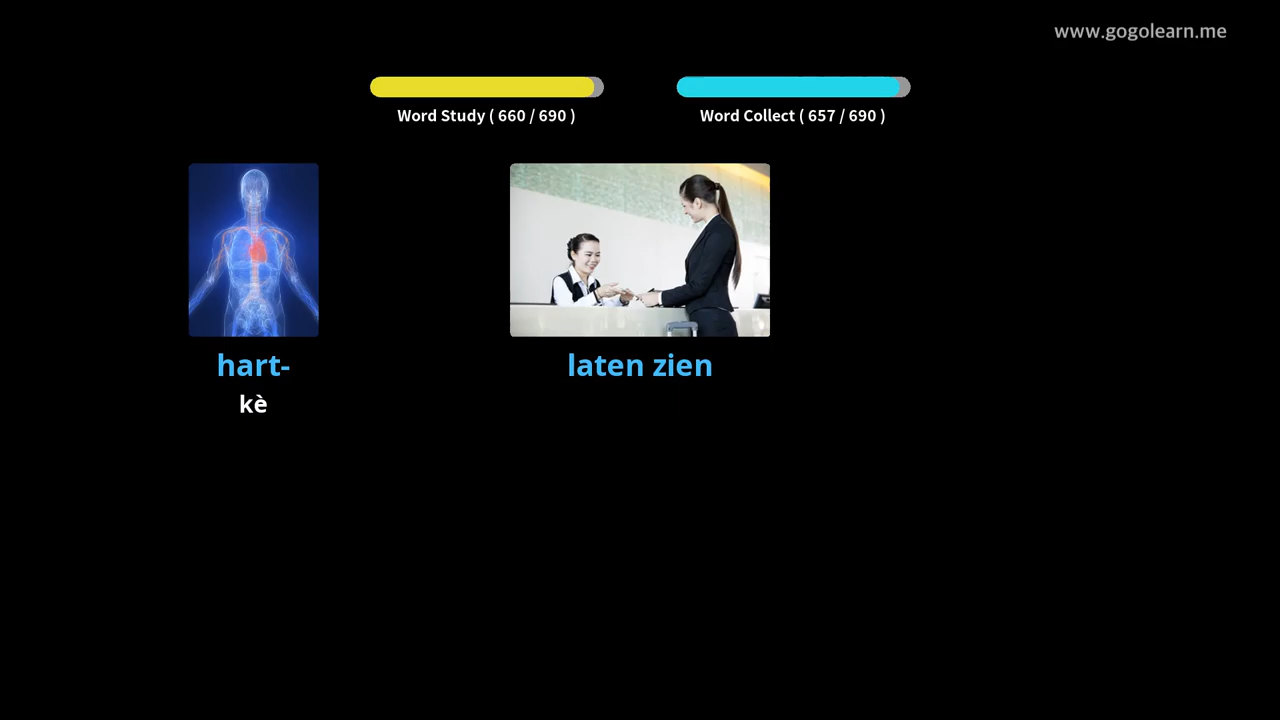 www.gogolearn.me
Word Study ( 660 / 690 )
Word Collect ( 657 / 690 )
hart-
laten zien
kè